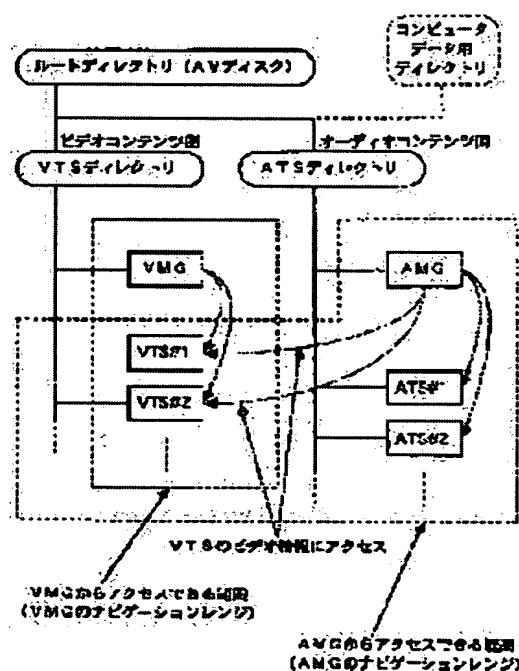 コンピュータ
データ用
ディレクトリ
ルートディレクトリ (AVディスク)
ビデオコンテンツ用
VTSディレクトリ
オーディオコンテンツ用
ATSディレクトリ
VMG
AMG
VTS#1
VTS#2
ATS#1
ATS#2
VTSのビデオ情報にアクセス
VMGからアクセスできる範囲
(VMGのナビゲーションレンジ)
AMGからアクセスできる範囲
(AMGのナビゲーションレンジ)